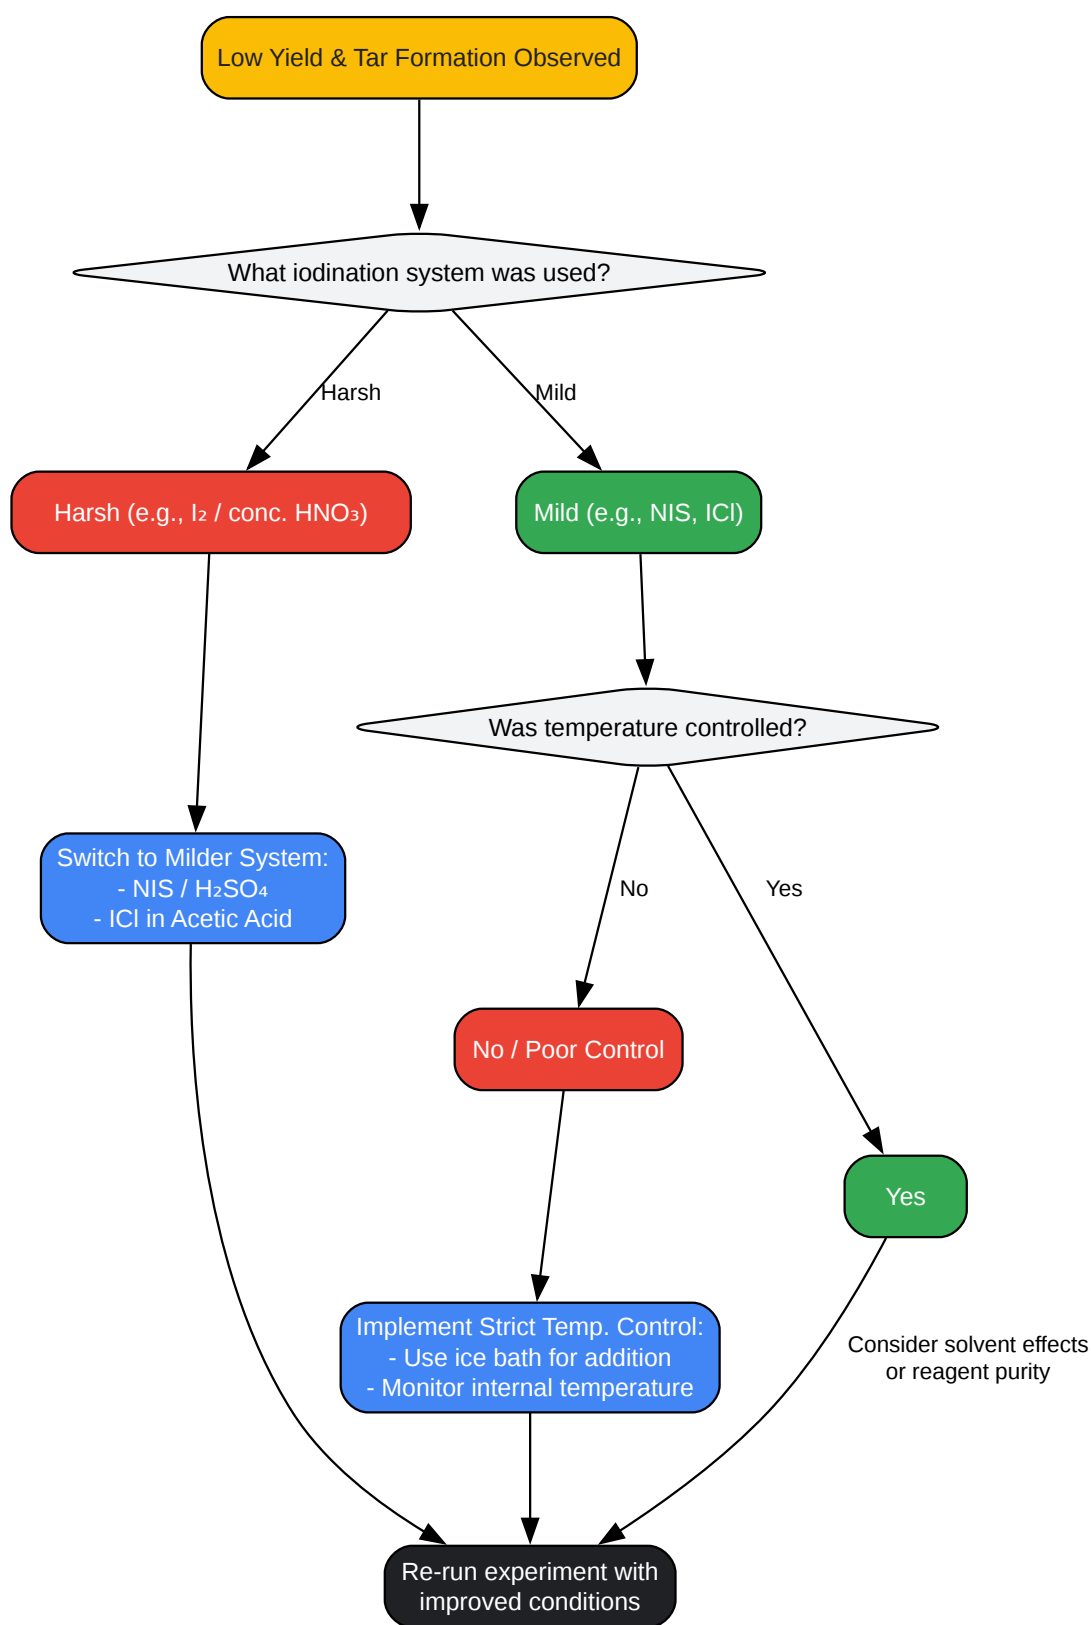 Low Yield & Tar Formation Observed
What iodination system was used?
Harsh
Mild
Harsh (e.g., I₂ / conc. HNO₃)
Mild (e.g., NIS, ICl)
Was temperature controlled?
Switch to Milder System:
- NIS / H₂SO₄
- ICl in Acetic Acid
No
Yes
No / Poor Control
Yes
Implement Strict Temp. Control:
- Use ice bath for addition
- Monitor internal temperature
Consider solvent effects
or reagent purity
Re-run experiment with
improved conditions